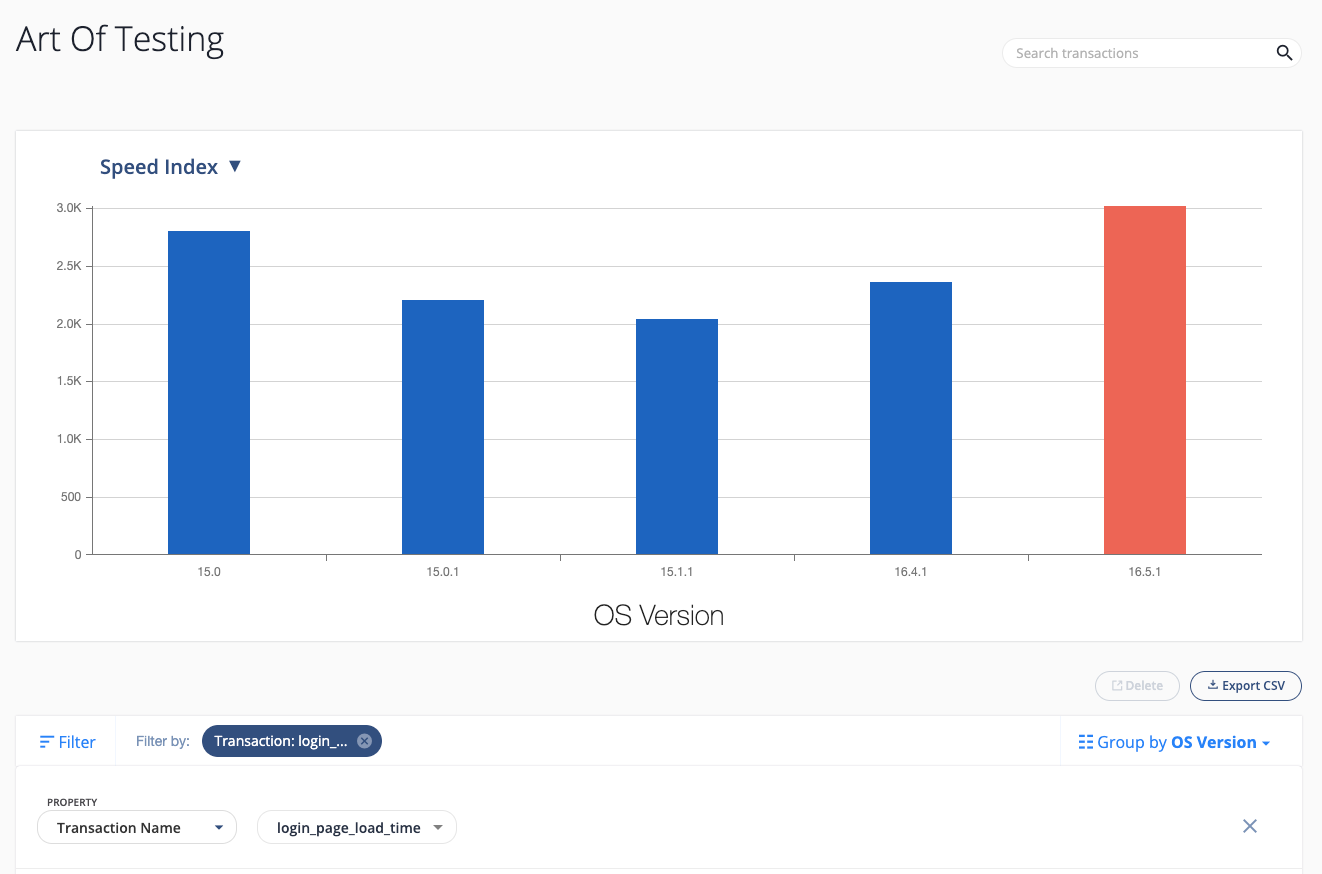 Art Of Testing
Search transactions
Speed Index ▼
3.0K
2.5K
2.0K
1.5K
1.0K
500
0
15.0 15.0.1 15.1.1 16.4.1 16.5.1
OS Version
Delete Export CSV
Filter Filter by: Transaction: login_... Group by OS Version
PROPERTY
Transaction Name login_page_load_time